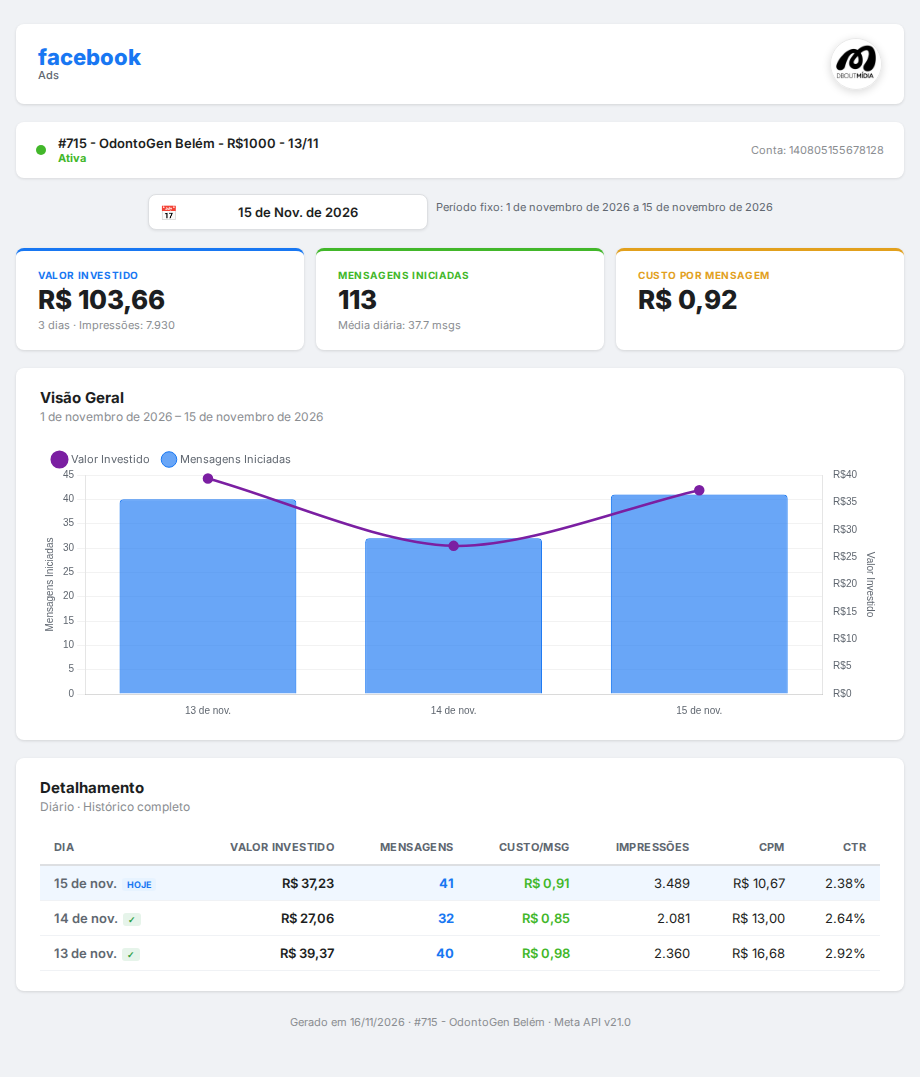 facebook
Ads
DBOUTMÍDIA
#715 - OdontoGen Belém - R$1000 - 13/11
Ativa
Conta: 140805155678128
15 de Nov. de 2026
Período fixo: 1 de novembro de 2026 a 15 de novembro de 2026
VALOR INVESTIDO
R$ 103,66
3 dias · Impressões: 7.930
MENSAGENS INICIADAS
113
Média diária: 37.7 msgs
CUSTO POR MENSAGEM
R$ 0,92
Visão Geral
1 de novembro de 2026 – 15 de novembro de 2026
Valor Investido
Mensagens Iniciadas
45
40
35
30
25
20
15
10
5
0
Mensagens Iniciadas
R$40
R$35
R$30
R$25
R$20
R$15
R$10
R$5
R$0
Valor Investido
13 de nov.
14 de nov.
15 de nov.
Detalhamento
Diário · Histórico completo
DIA VALOR INVESTIDO MENSAGENS CUSTO/MSG IMPRESSÕES CPM CTR
15 de nov. HOJE R$ 37,23 41 R$ 0,91 3.489 R$ 10,67 2.38%
14 de nov. ✓ R$ 27,06 32 R$ 0,85 2.081 R$ 13,00 2.64%
13 de nov. ✓ R$ 39,37 40 R$ 0,98 2.360 R$ 16,68 2.92%
Gerado em 16/11/2026 · #715 - OdontoGen Belém · Meta API v21.0